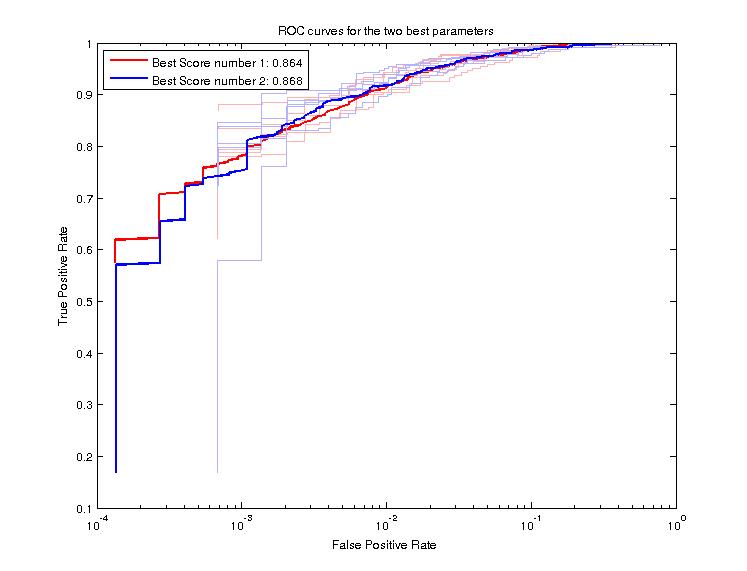 ROC curves for the two best parameters
Best Score number 1: 0.864
Best Score number 2: 0.868
True Positive Rate
1
0.9
0.8
0.7
0.6
0.5
0.4
0.3
0.2
0.1
10^-4 10^-3 10^-2 10^-1 10^0
False Positive Rate